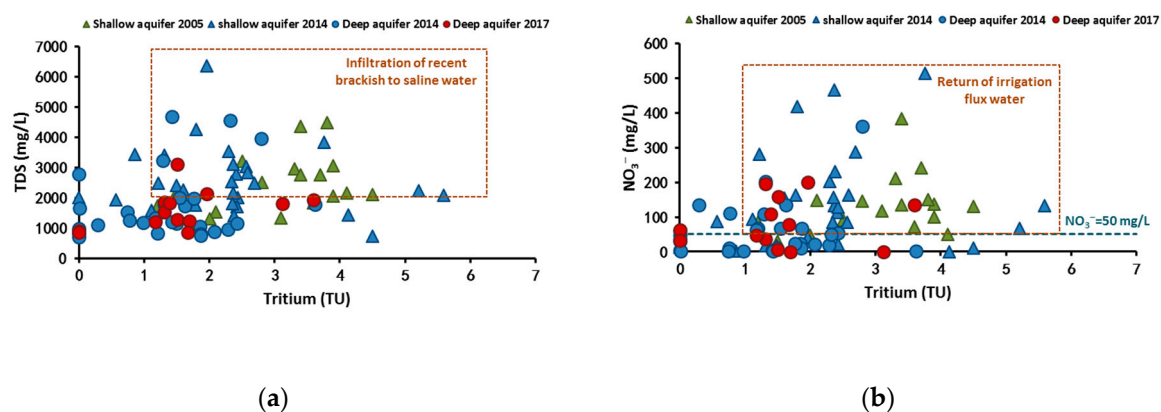 Shallow aquifer 2005 shallow aquifer 2014 Deep aquifer 2014 Deep aquifer 2017
7000
6000
5000
4000
3000
2000
1000
0
TDS (mg/L)
Infiltration of recent
brackish to saline water
0 1 2 3 4 5 6 7
Tritium (TU)
(a)
Shallow aquifer 2005 shallow aquifer 2014 Deep aquifer 2014 Deep aquifer 2017
600
500
400
300
200
100
0
NO₃⁻ (mg/L)
Return of irrigation
flux water
NO₃⁻=50 mg/L
0 1 2 3 4 5 6 7
Tritium (TU)
(b)